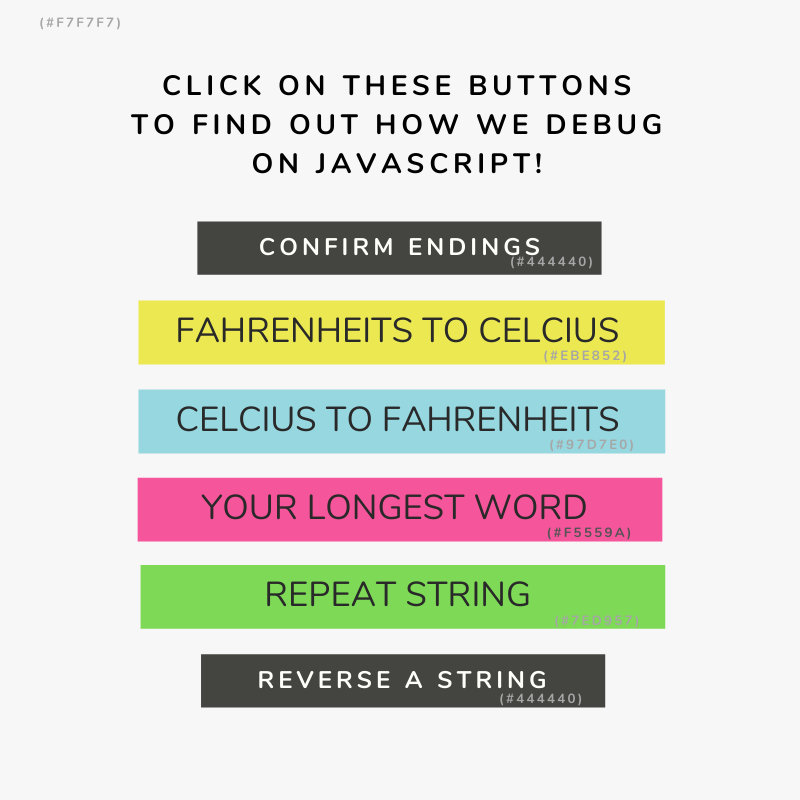 (#F7F7F7)
CLICK ON THESE BUTTONS
TO FIND OUT HOW WE DEBUG
ON JAVASCRIPT!
CONFIRM ENDINGS
(#444440)
FAHRENHEITS TO CELCIUS
(#EBE852)
CELCIUS TO FAHRENHEITS
(#97D7E0)
YOUR LONGEST WORD
(#F5559A)
REPEAT STRING
(#7ED957)
REVERSE A STRING
(#444440)